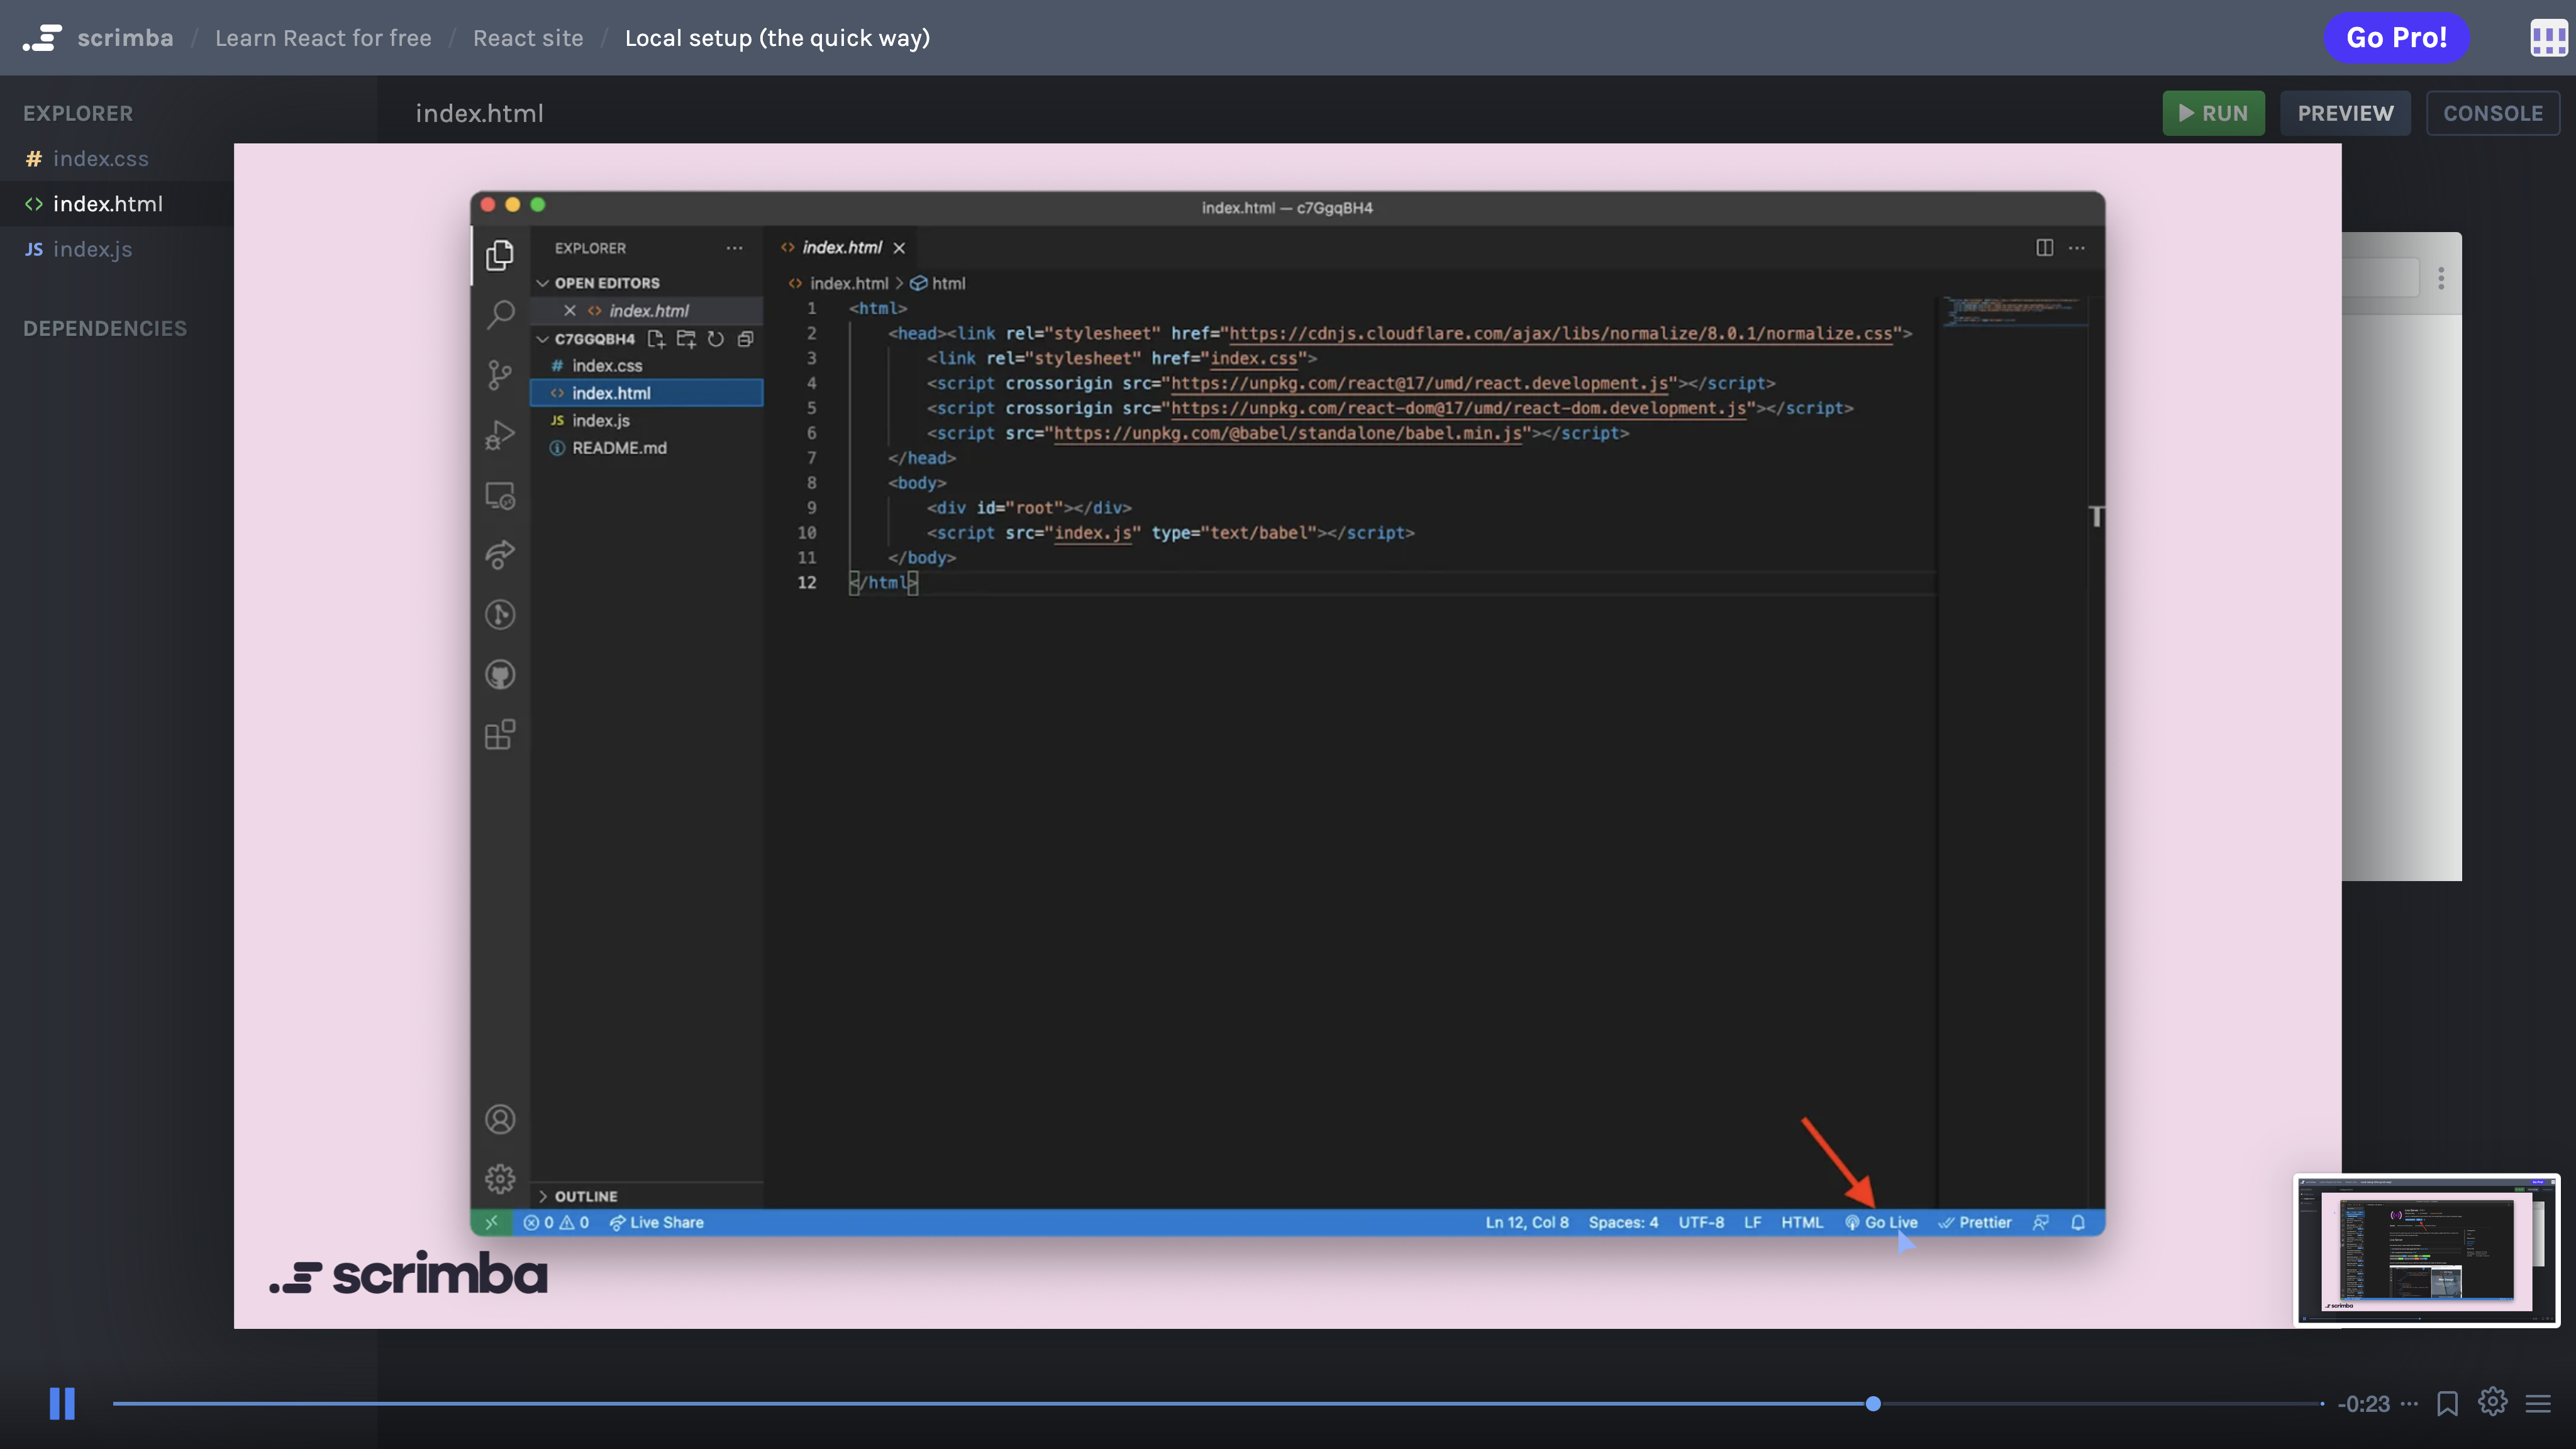 scrimba / Learn React for free / React site / Local setup (the quick way)
Go Pro!
EXPLORER
index.html
RUN
PREVIEW
CONSOLE
# index.css
<> index.html
JS index.js
DEPENDENCIES
index.html — c7GgqBH4
EXPLORER
index.html
OPEN EDITORS
index.html
C7GGQBH4
# index.css
<> index.html
JS index.js
README.md
OUTLINE
index.html > html
1 <html>
2 <head><link rel="stylesheet" href="https://cdnjs.cloudflare.com/ajax/libs/normalize/8.0.1/normalize.css">
3 <link rel="stylesheet" href="index.css">
4 <script crossorigin src="https://unpkg.com/react@17/umd/react.development.js"></script>
5 <script crossorigin src="https://unpkg.com/react-dom@17/umd/react-dom.development.js"></script>
6 <script src="https://unpkg.com/@babel/standalone/babel.min.js"></script>
7 </head>
8 <body>
9 <div id="root"></div>
10 <script src="index.js" type="text/babel"></script>
11 </body>
12 </html>
T
0 0 Live Share Ln 12, Col 8 Spaces: 4 UTF-8 LF HTML Go Live Prettier
scrimba
-0:23